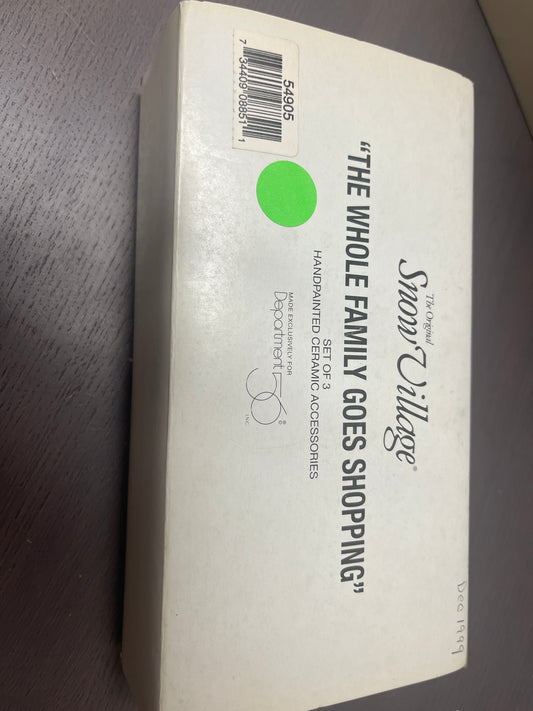 The Original
Snow Village®
"THE WHOLE FAMILY GOES SHOPPING"
SET OF 3
HANDPAINTED CERAMIC ACCESSORIES
MADE EXCLUSIVELY FOR
Department 56®
INC.
54905
7 34409 08851 1
Dec 1999